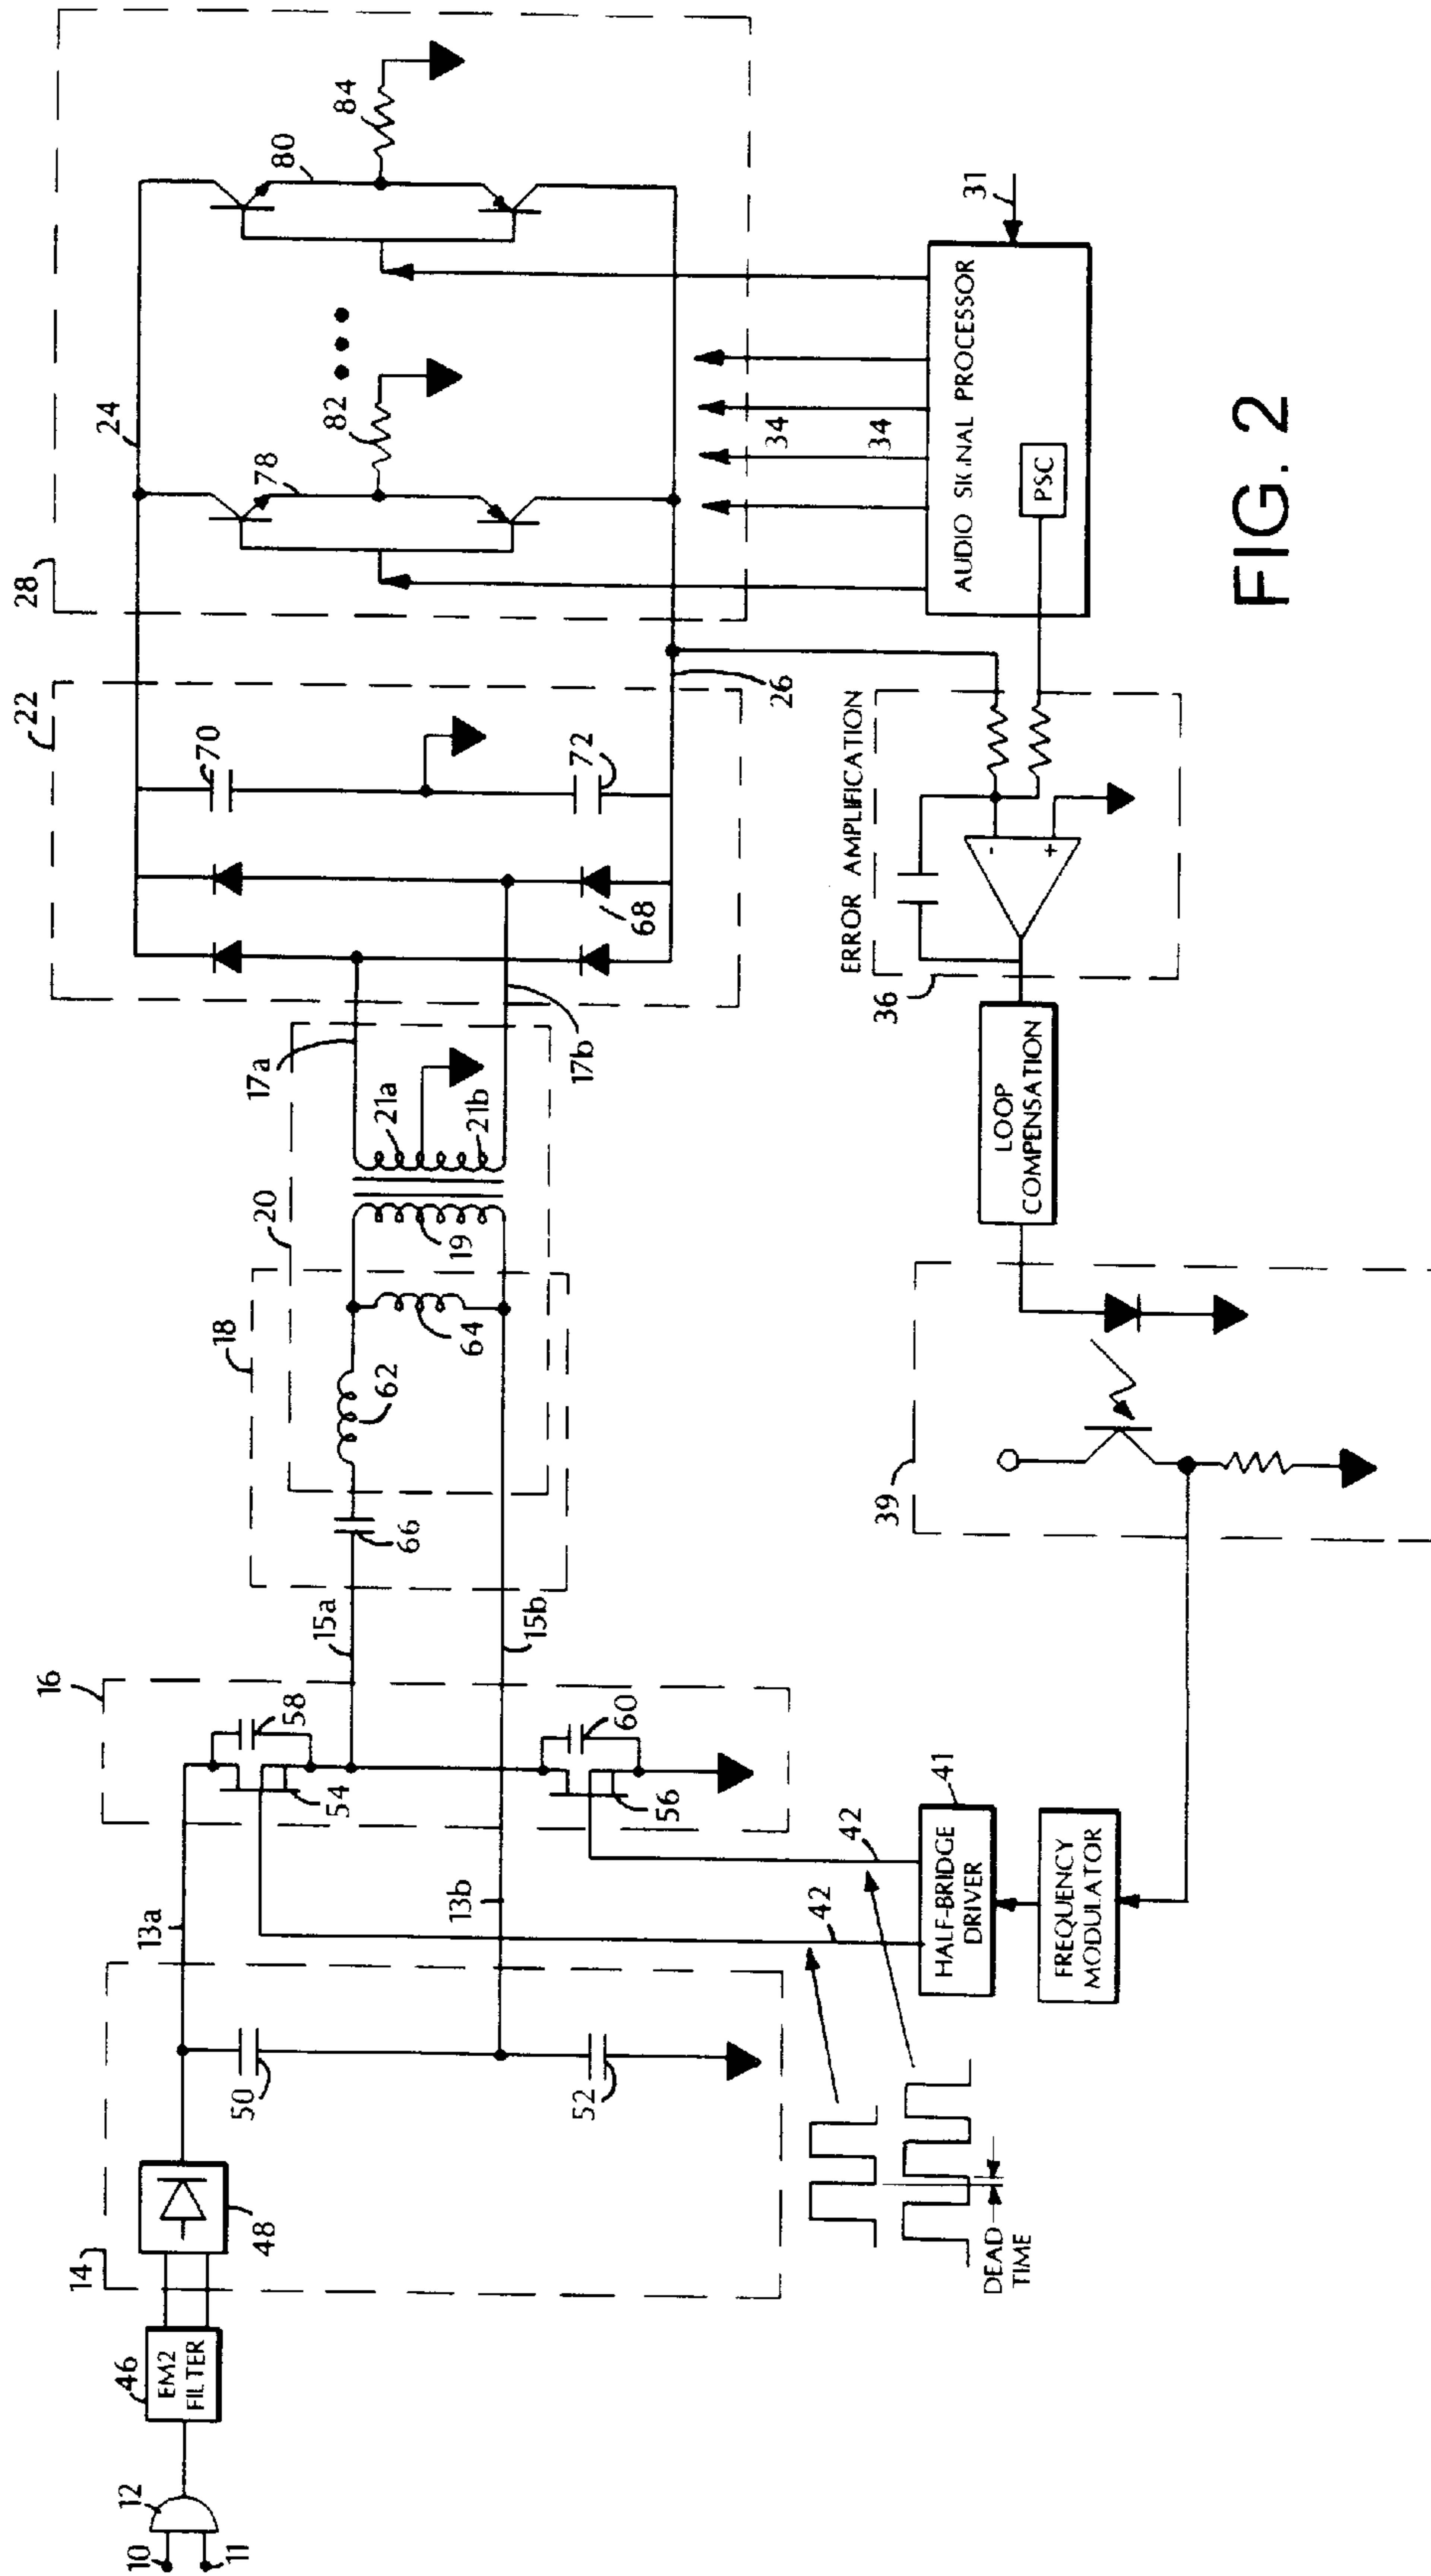 10
11
12
46
EM2
FILTER
14
48
50
52
13a
13b
16
54
58
56
60
42
42
DEAD
TIME
HALF-BRIDGE
DRIVER
41
FREQUENCY
MODULATOR
15a
15b
18
66
62
64
20
19
21a
21b
17a
17b
22
70
72
68
24
26
28
78
82
80
84
34
34
31
AUDIO SIGNAL PROCESSOR
PSC
ERROR AMPLIFICATION
-
+
36
LOOP
COMPENSATION
39
FIG. 2